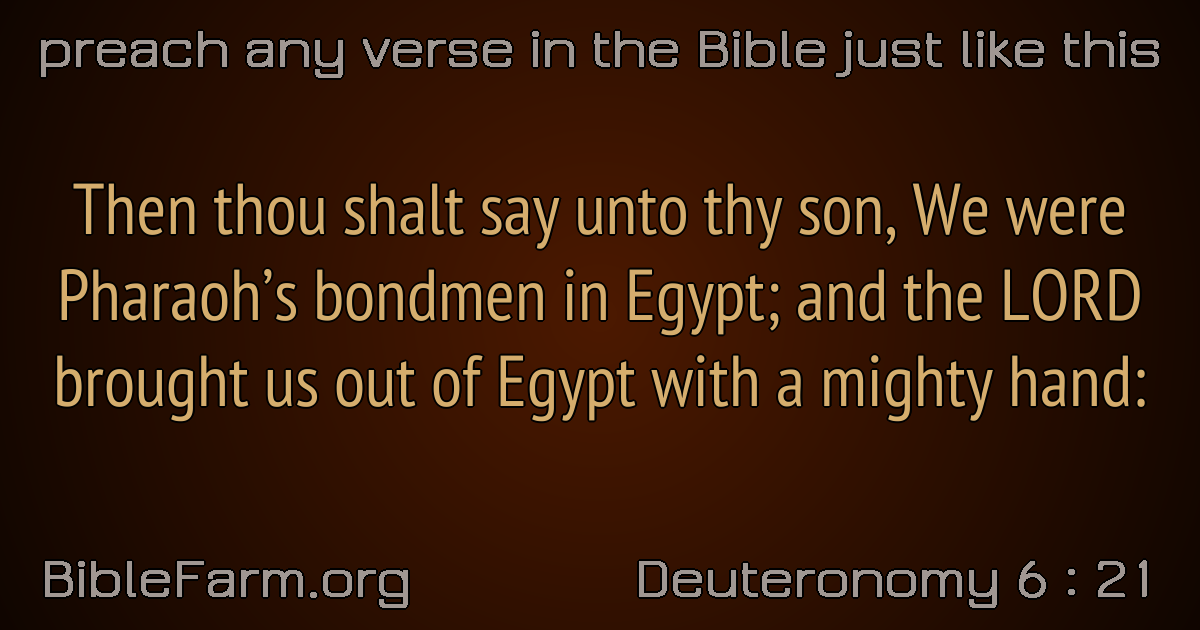 preach any verse in the Bible just like this
Then thou shalt say unto thy son, We were
Pharaoh’s bondmen in Egypt; and the LORD
brought us out of Egypt with a mighty hand:
BibleFarm.org
Deuteronomy 6 : 21